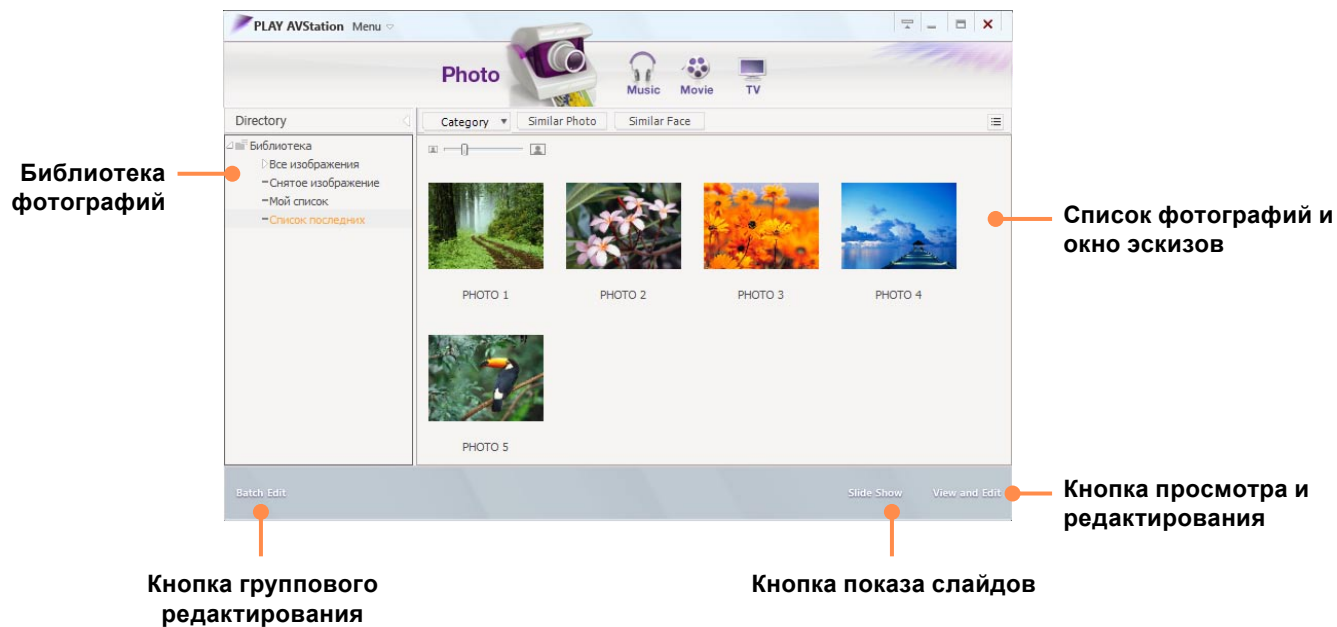 PLAY AVStation Menu
Photo
Music Movie TV
Directory
Category Similar Photo Similar Face
Библиотека
Все изображения
Снятое изображение
Мой список
Список последних
Библиотека
фотографий
PHOTO 1 PHOTO 2 PHOTO 3 PHOTO 4
PHOTO 5
Список фотографий и
окно эскизов
Batch Edit Slide Show View and Edit
Кнопка просмотра и
редактирования
Кнопка группового
редактирования
Кнопка показа слайдов